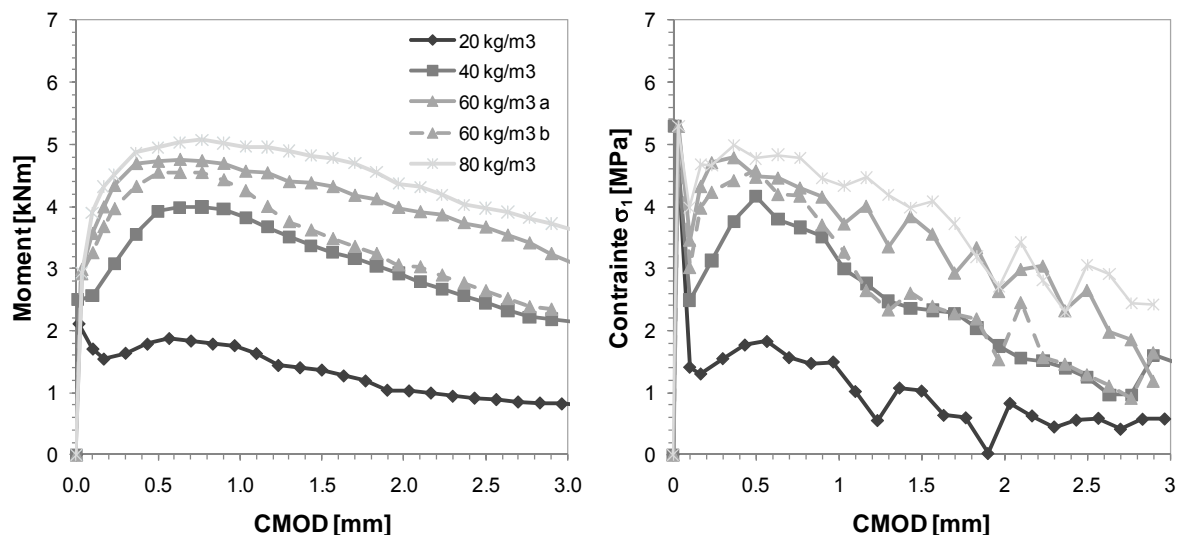 7
6
5
4
3
2
1
0
Moment [kNm]
0.0 0.5 1.0 1.5 2.0 2.5 3.0
CMOD [mm]
20 kg/m3
40 kg/m3
60 kg/m3 a
60 kg/m3 b
80 kg/m3
7
6
5
4
3
2
1
0
Contrainte σ₁ [MPa]
0 0.5 1 1.5 2 2.5 3
CMOD [mm]